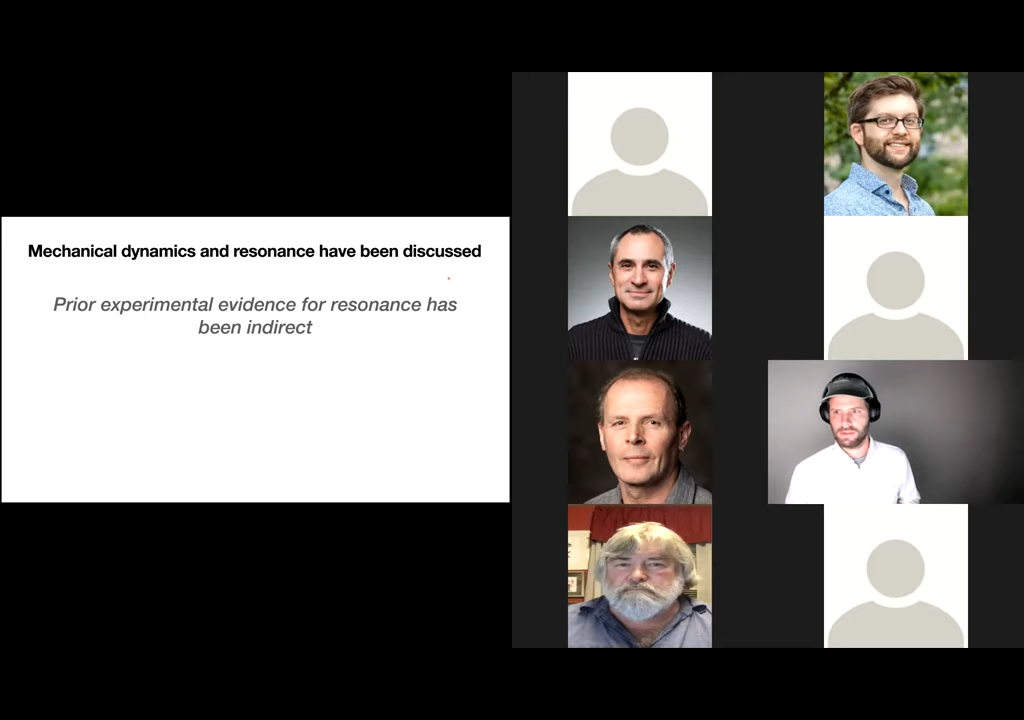 Mechanical dynamics and resonance have been discussed
Prior experimental evidence for resonance has
been indirect